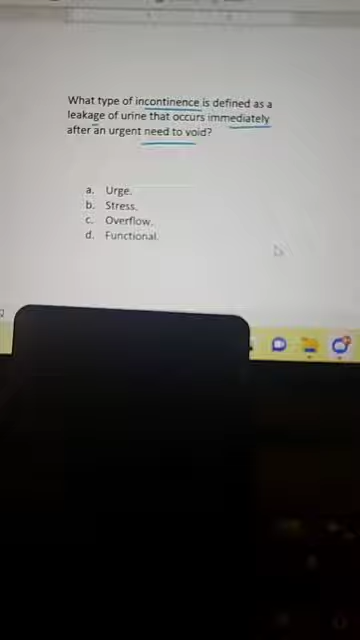 What type of incontinence is defined as a
leakage of urine that occurs immediately
after an urgent need to void?
a. Urge.
b. Stress.
c. Overflow.
d. Functional.